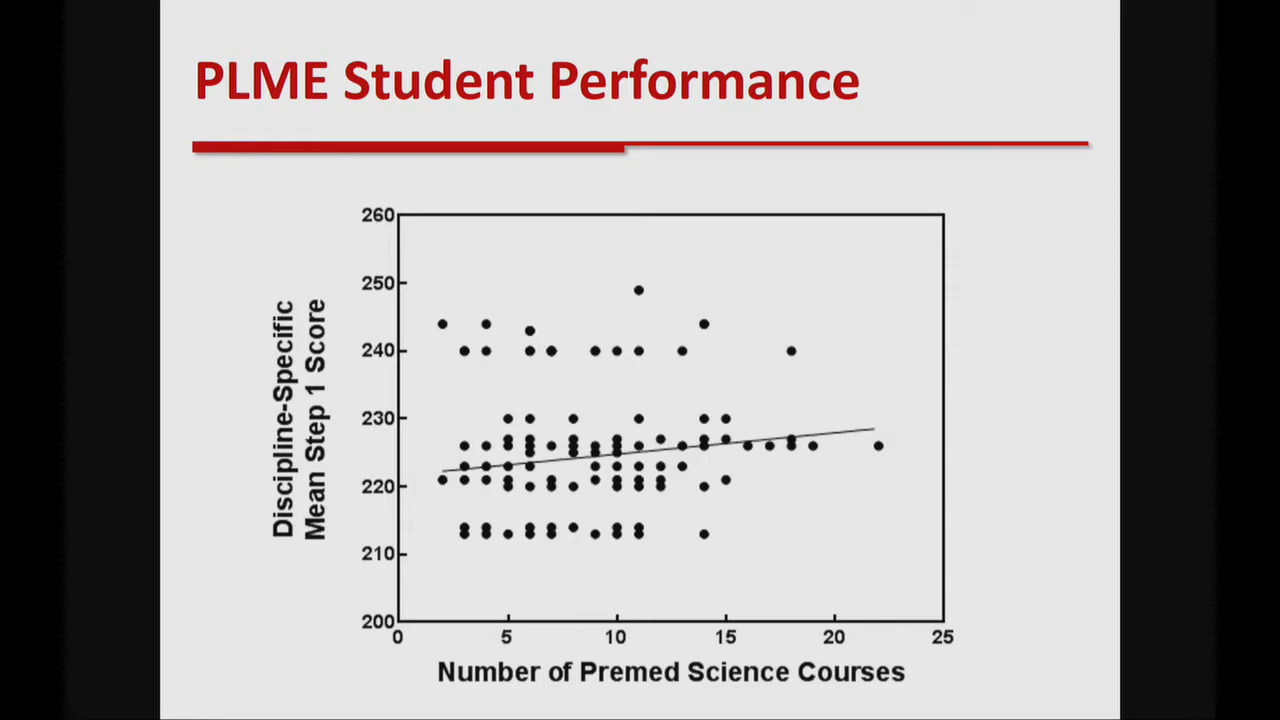 PLME Student Performance
260
250
240
230
220
210
200
0 5 10 15 20 25
Discipline-Specific
Mean Step 1 Score
Number of Premed Science Courses